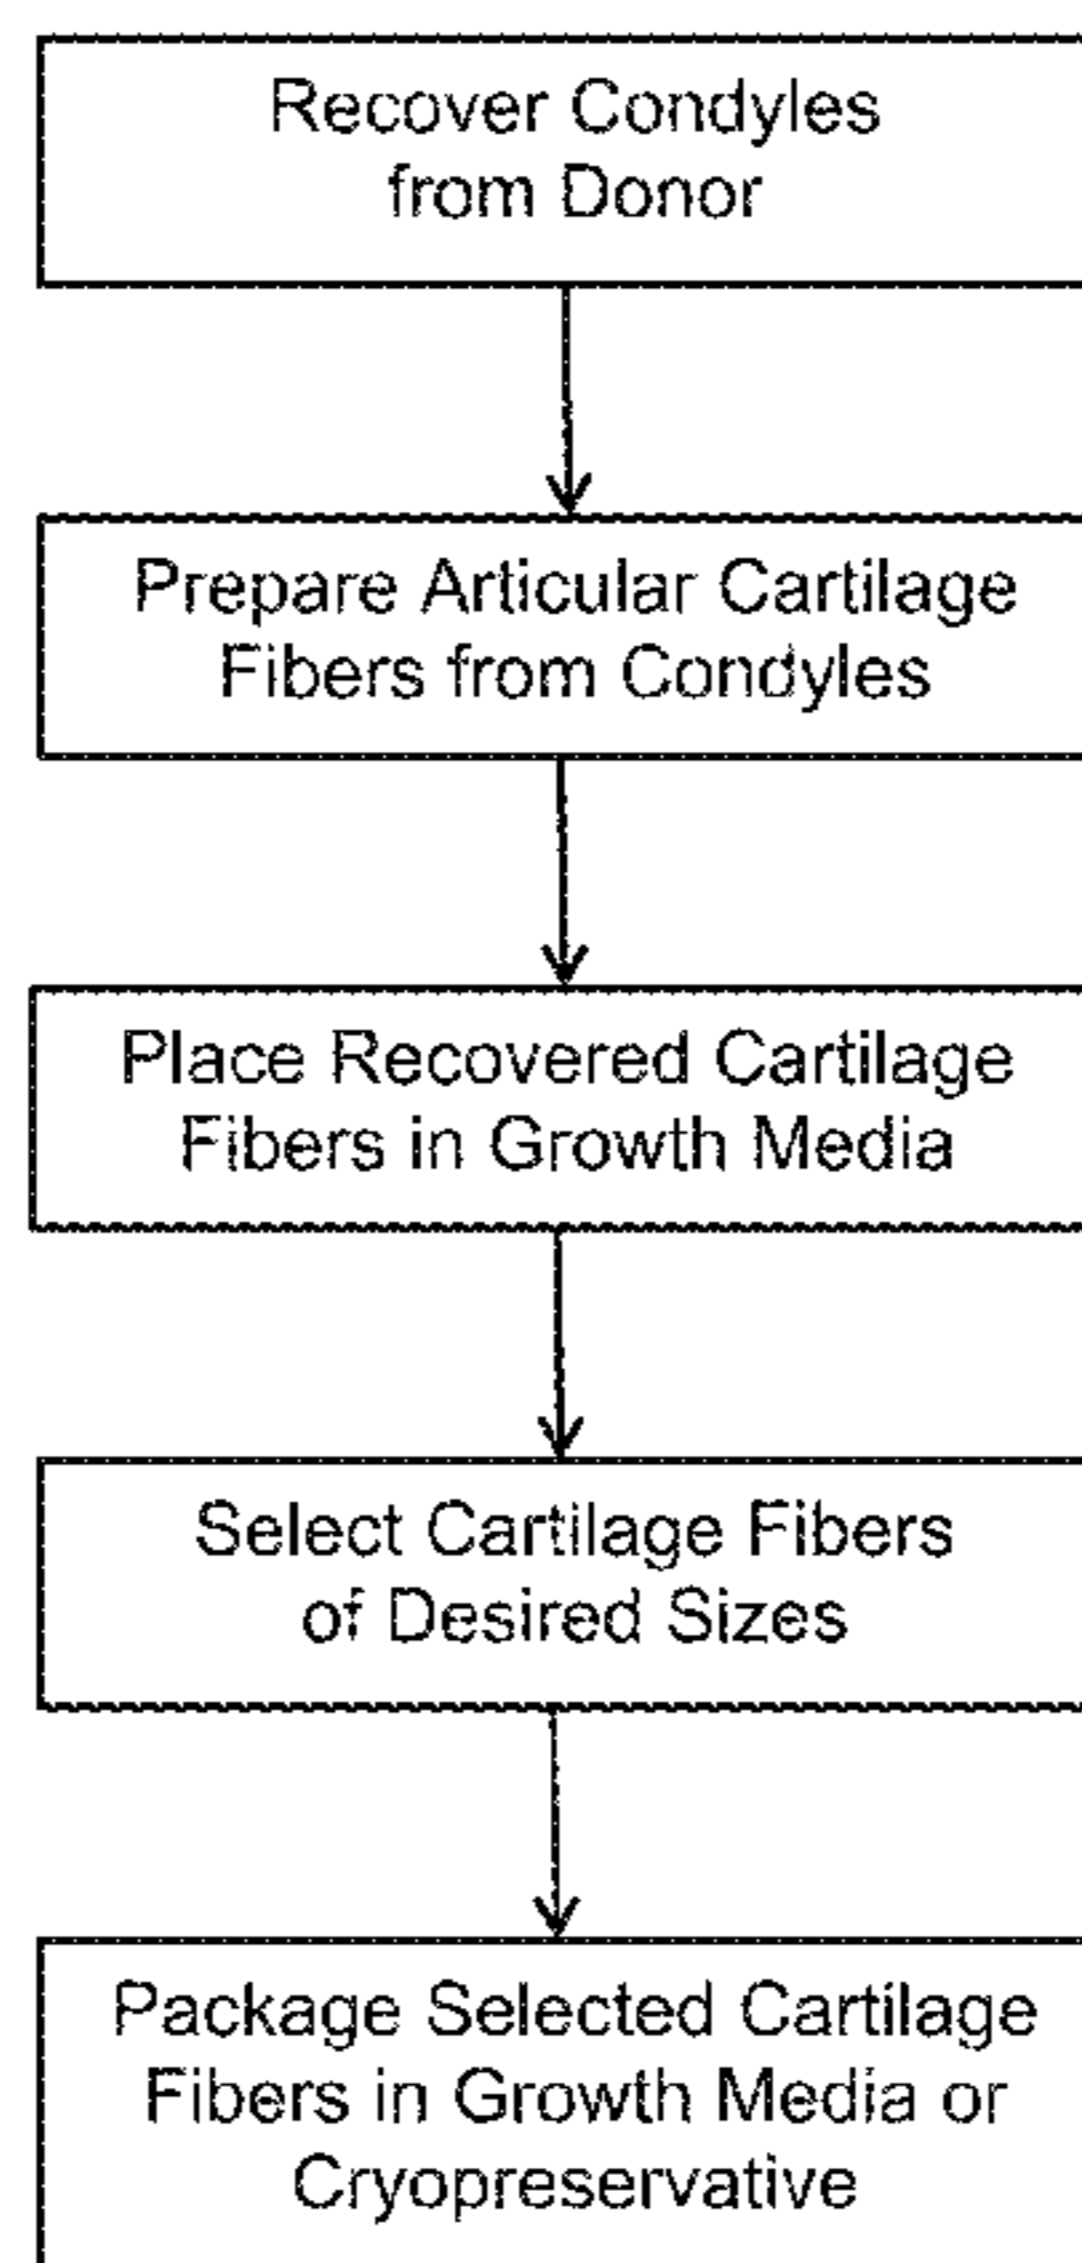 Recover Condyles
from Donor
Prepare Articular Cartilage
Fibers from Condyles
Place Recovered Cartilage
Fibers in Growth Media
Select Cartilage Fibers
of Desired Sizes
Package Selected Cartilage
Fibers in Growth Media or
Cryopreservative